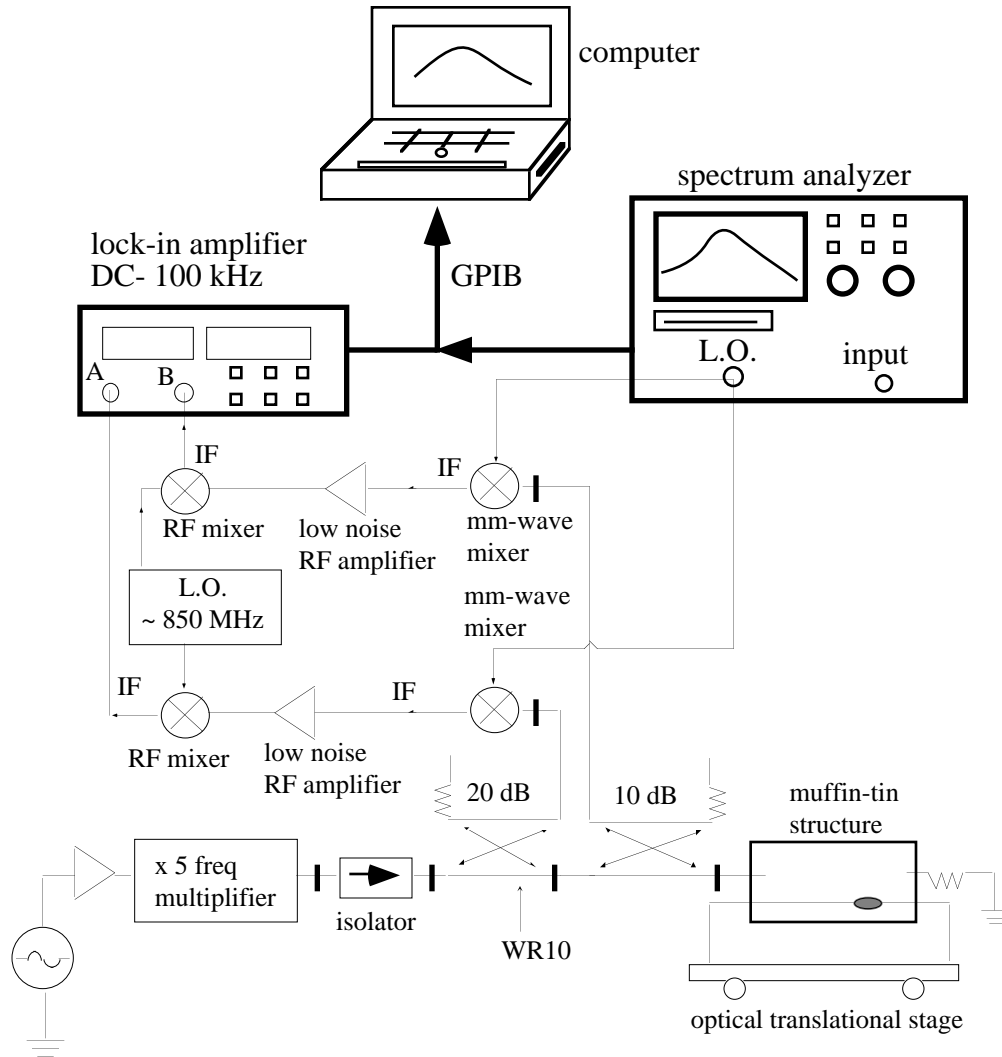 computer
spectrum analyzer
lock-in amplifier
DC- 100 kHz
GPIB
L.O.
input
A
B
IF
IF
RF mixer
low noise
RF amplifier
mm-wave
mixer
L.O.
~ 850 MHz
mm-wave
mixer
IF
IF
RF mixer
low noise
RF amplifier
20 dB
10 dB
muffin-tin
structure
x 5 freq
multiplifier
isolator
WR10
optical translational stage